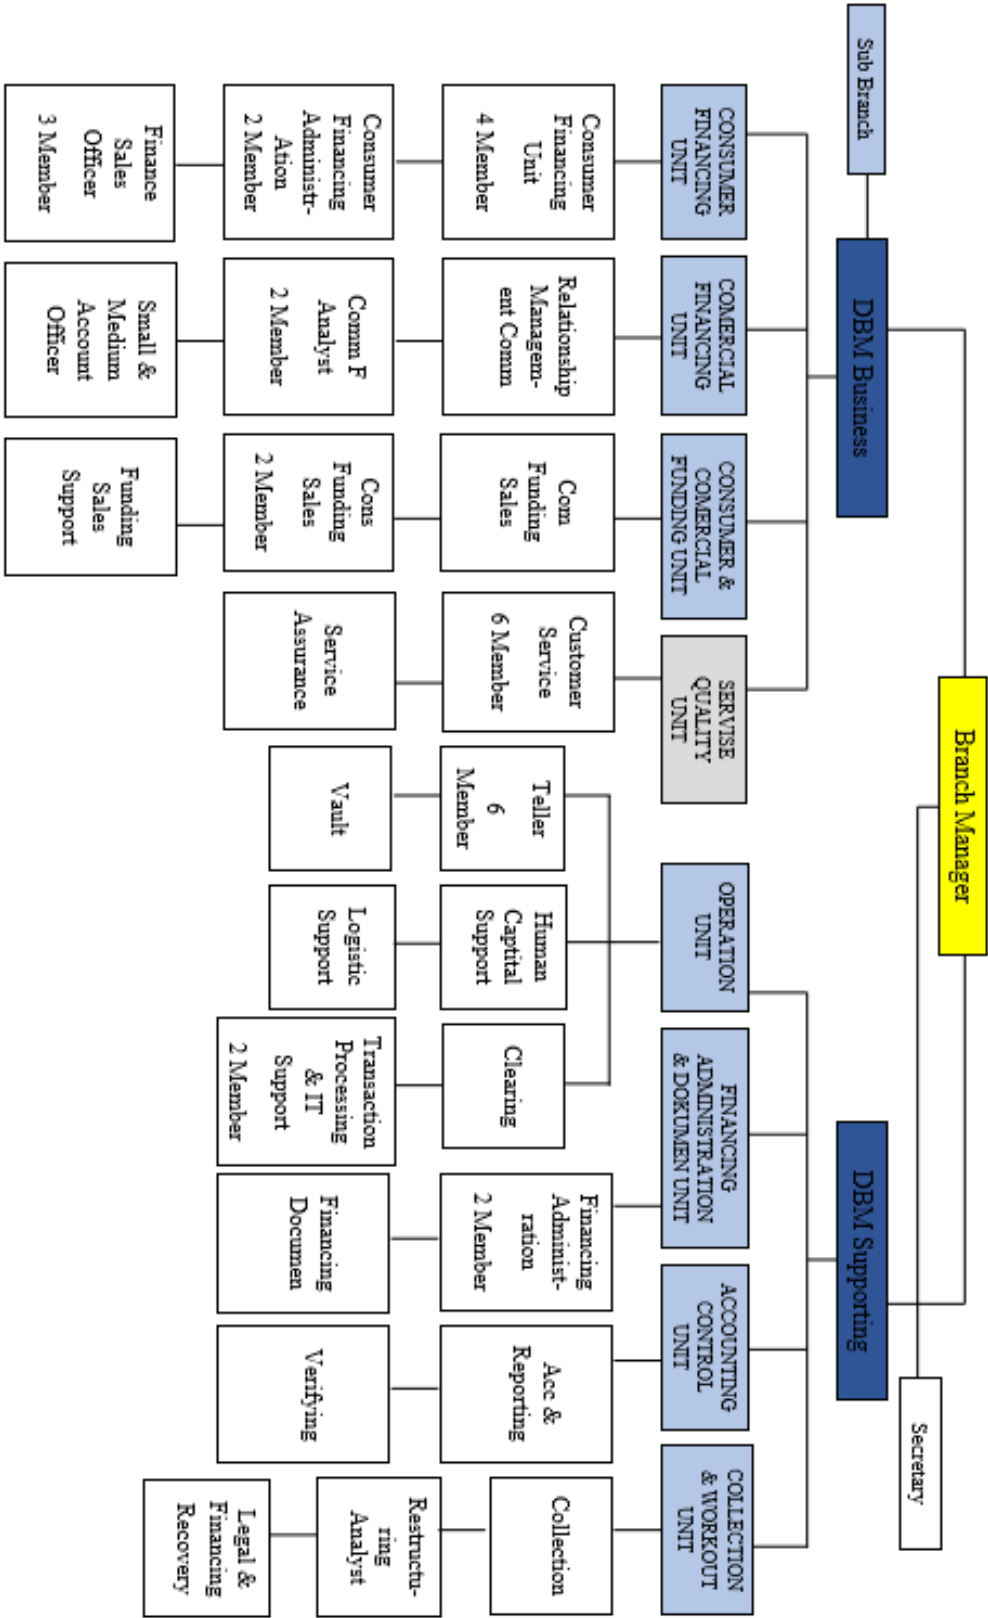 Branch Manager
Secretary
Sub Branch
DBM Business
DBM Supporting
CONSUMER
FINANCING
UNIT
COMERCIAL
FINANCING
UNIT
CONSUMER &
COMERCIAL
FUNDING UNIT
SERVISE
QUALITY
UNIT
OPERATION
UNIT
FINANCING
ADMINISTRATION
& DOKUMEN UNIT
ACCOUNTING
CONTROL
UNIT
COLLECTION
& WORKOUT
UNIT
Consumer
Financing
Unit
4 Member
Relationship
Managem-
ent Comm
Com
Funding
Sales
Customer
Service
6 Member
Teller
6
Member
Human
Captital
Support
Clearing
Financing
Administ-
ration
2 Member
Acc &
Reporting
Collection
Consumer
Financing
Administr-
Ation
2 Member
Comm F
Analyst
2 Member
Cons
Funding
Sales
2 Member
Service
Assurance
Vault
Logistic
Support
Transaction
Processing
& IT
Support
2 Member
Financing
Documen
Verifying
Restructu-
ring
Analyst
Finance
Sales
Officer
3 Member
Small &
Medium
Account
Officer
Funding
Sales
Support
Legal &
Financing
Recovery